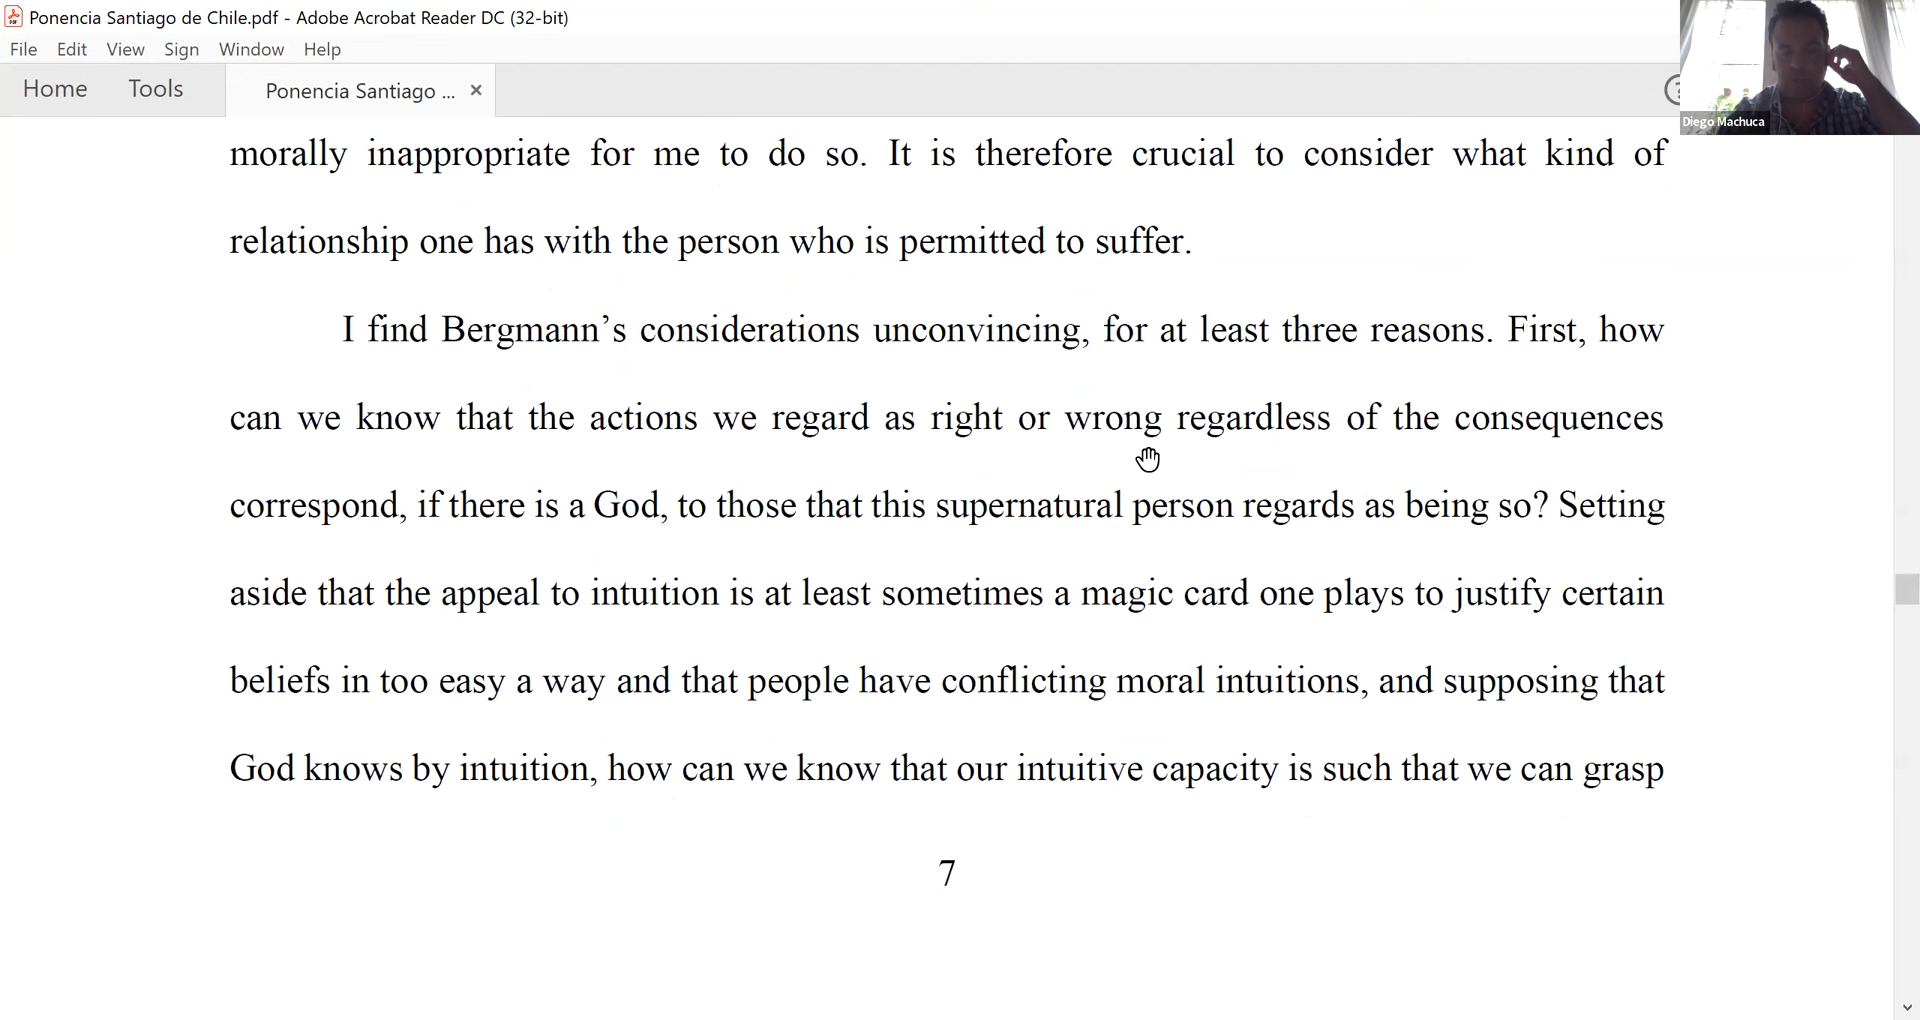 Ponencia Santiago de Chile.pdf - Adobe Acrobat Reader DC (32-bit)
File Edit View Sign Window Help
Home Tools Ponencia Santiago ... ×
Diego Machuca
morally inappropriate for me to do so. It is therefore crucial to consider what kind of
relationship one has with the person who is permitted to suffer.
I find Bergmann’s considerations unconvincing, for at least three reasons. First, how
can we know that the actions we regard as right or wrong regardless of the consequences
correspond, if there is a God, to those that this supernatural person regards as being so? Setting
aside that the appeal to intuition is at least sometimes a magic card one plays to justify certain
beliefs in too easy a way and that people have conflicting moral intuitions, and supposing that
God knows by intuition, how can we know that our intuitive capacity is such that we can grasp
7